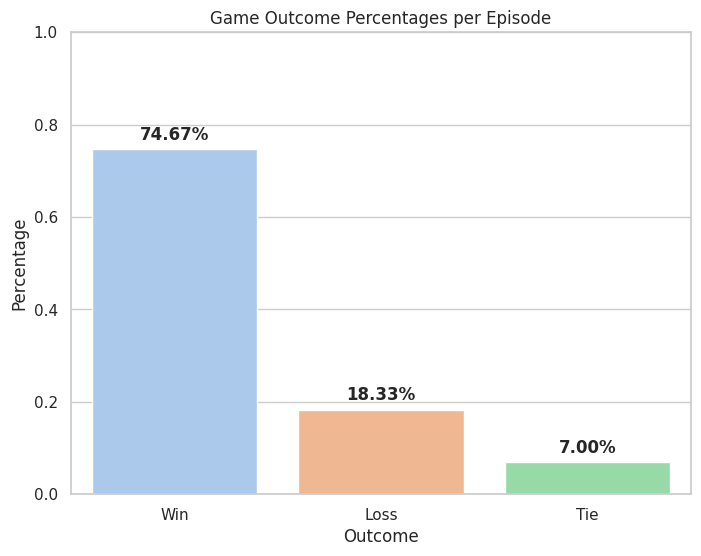 Game Outcome Percentages per Episode
1.0
0.8
0.6
0.4
0.2
0.0
Percentage
74.67%
18.33%
7.00%
Win Loss Tie
Outcome